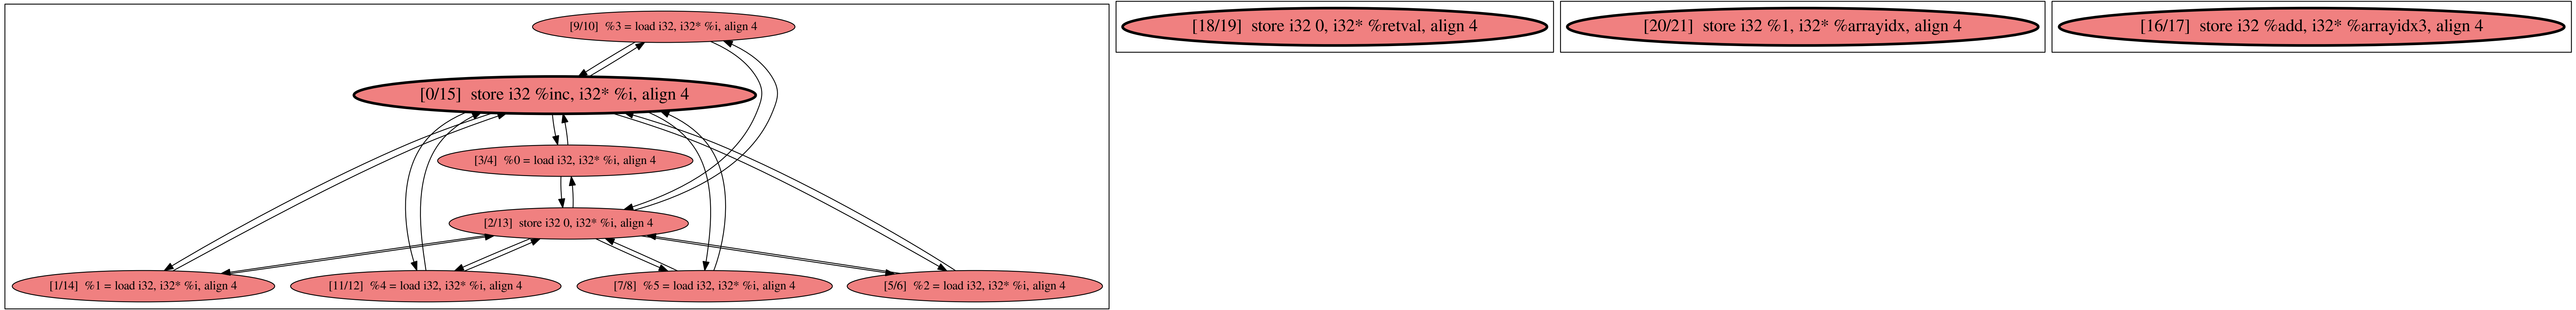 [9/10]  %3 = load i32, i32* %i, align 4
[18/19]  store i32 0, i32* %retval, align 4
[20/21]  store i32 %1, i32* %arrayidx, align 4
[16/17]  store i32 %add, i32* %arrayidx3, align 4
[0/15]  store i32 %inc, i32* %i, align 4
[3/4]  %0 = load i32, i32* %i, align 4
[2/13]  store i32 0, i32* %i, align 4
[1/14]  %1 = load i32, i32* %i, align 4
[11/12]  %4 = load i32, i32* %i, align 4
[7/8]  %5 = load i32, i32* %i, align 4
[5/6]  %2 = load i32, i32* %i, align 4